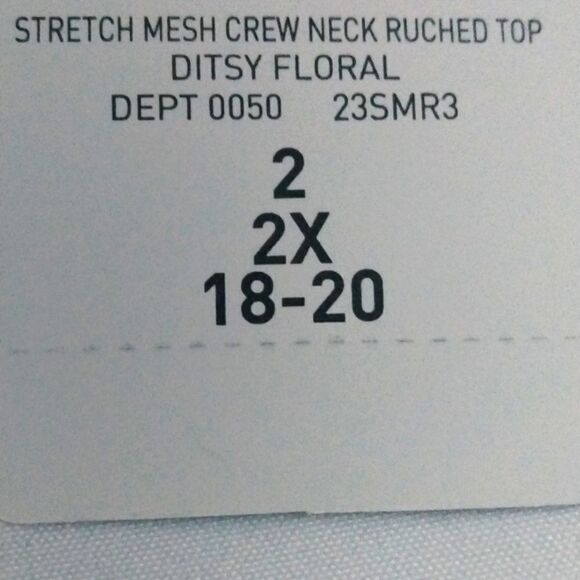 STRETCH MESH CREW NECK RUCHED TOP
DITSY FLORAL
DEPT 0050 23SMR3
2
2X
18-20